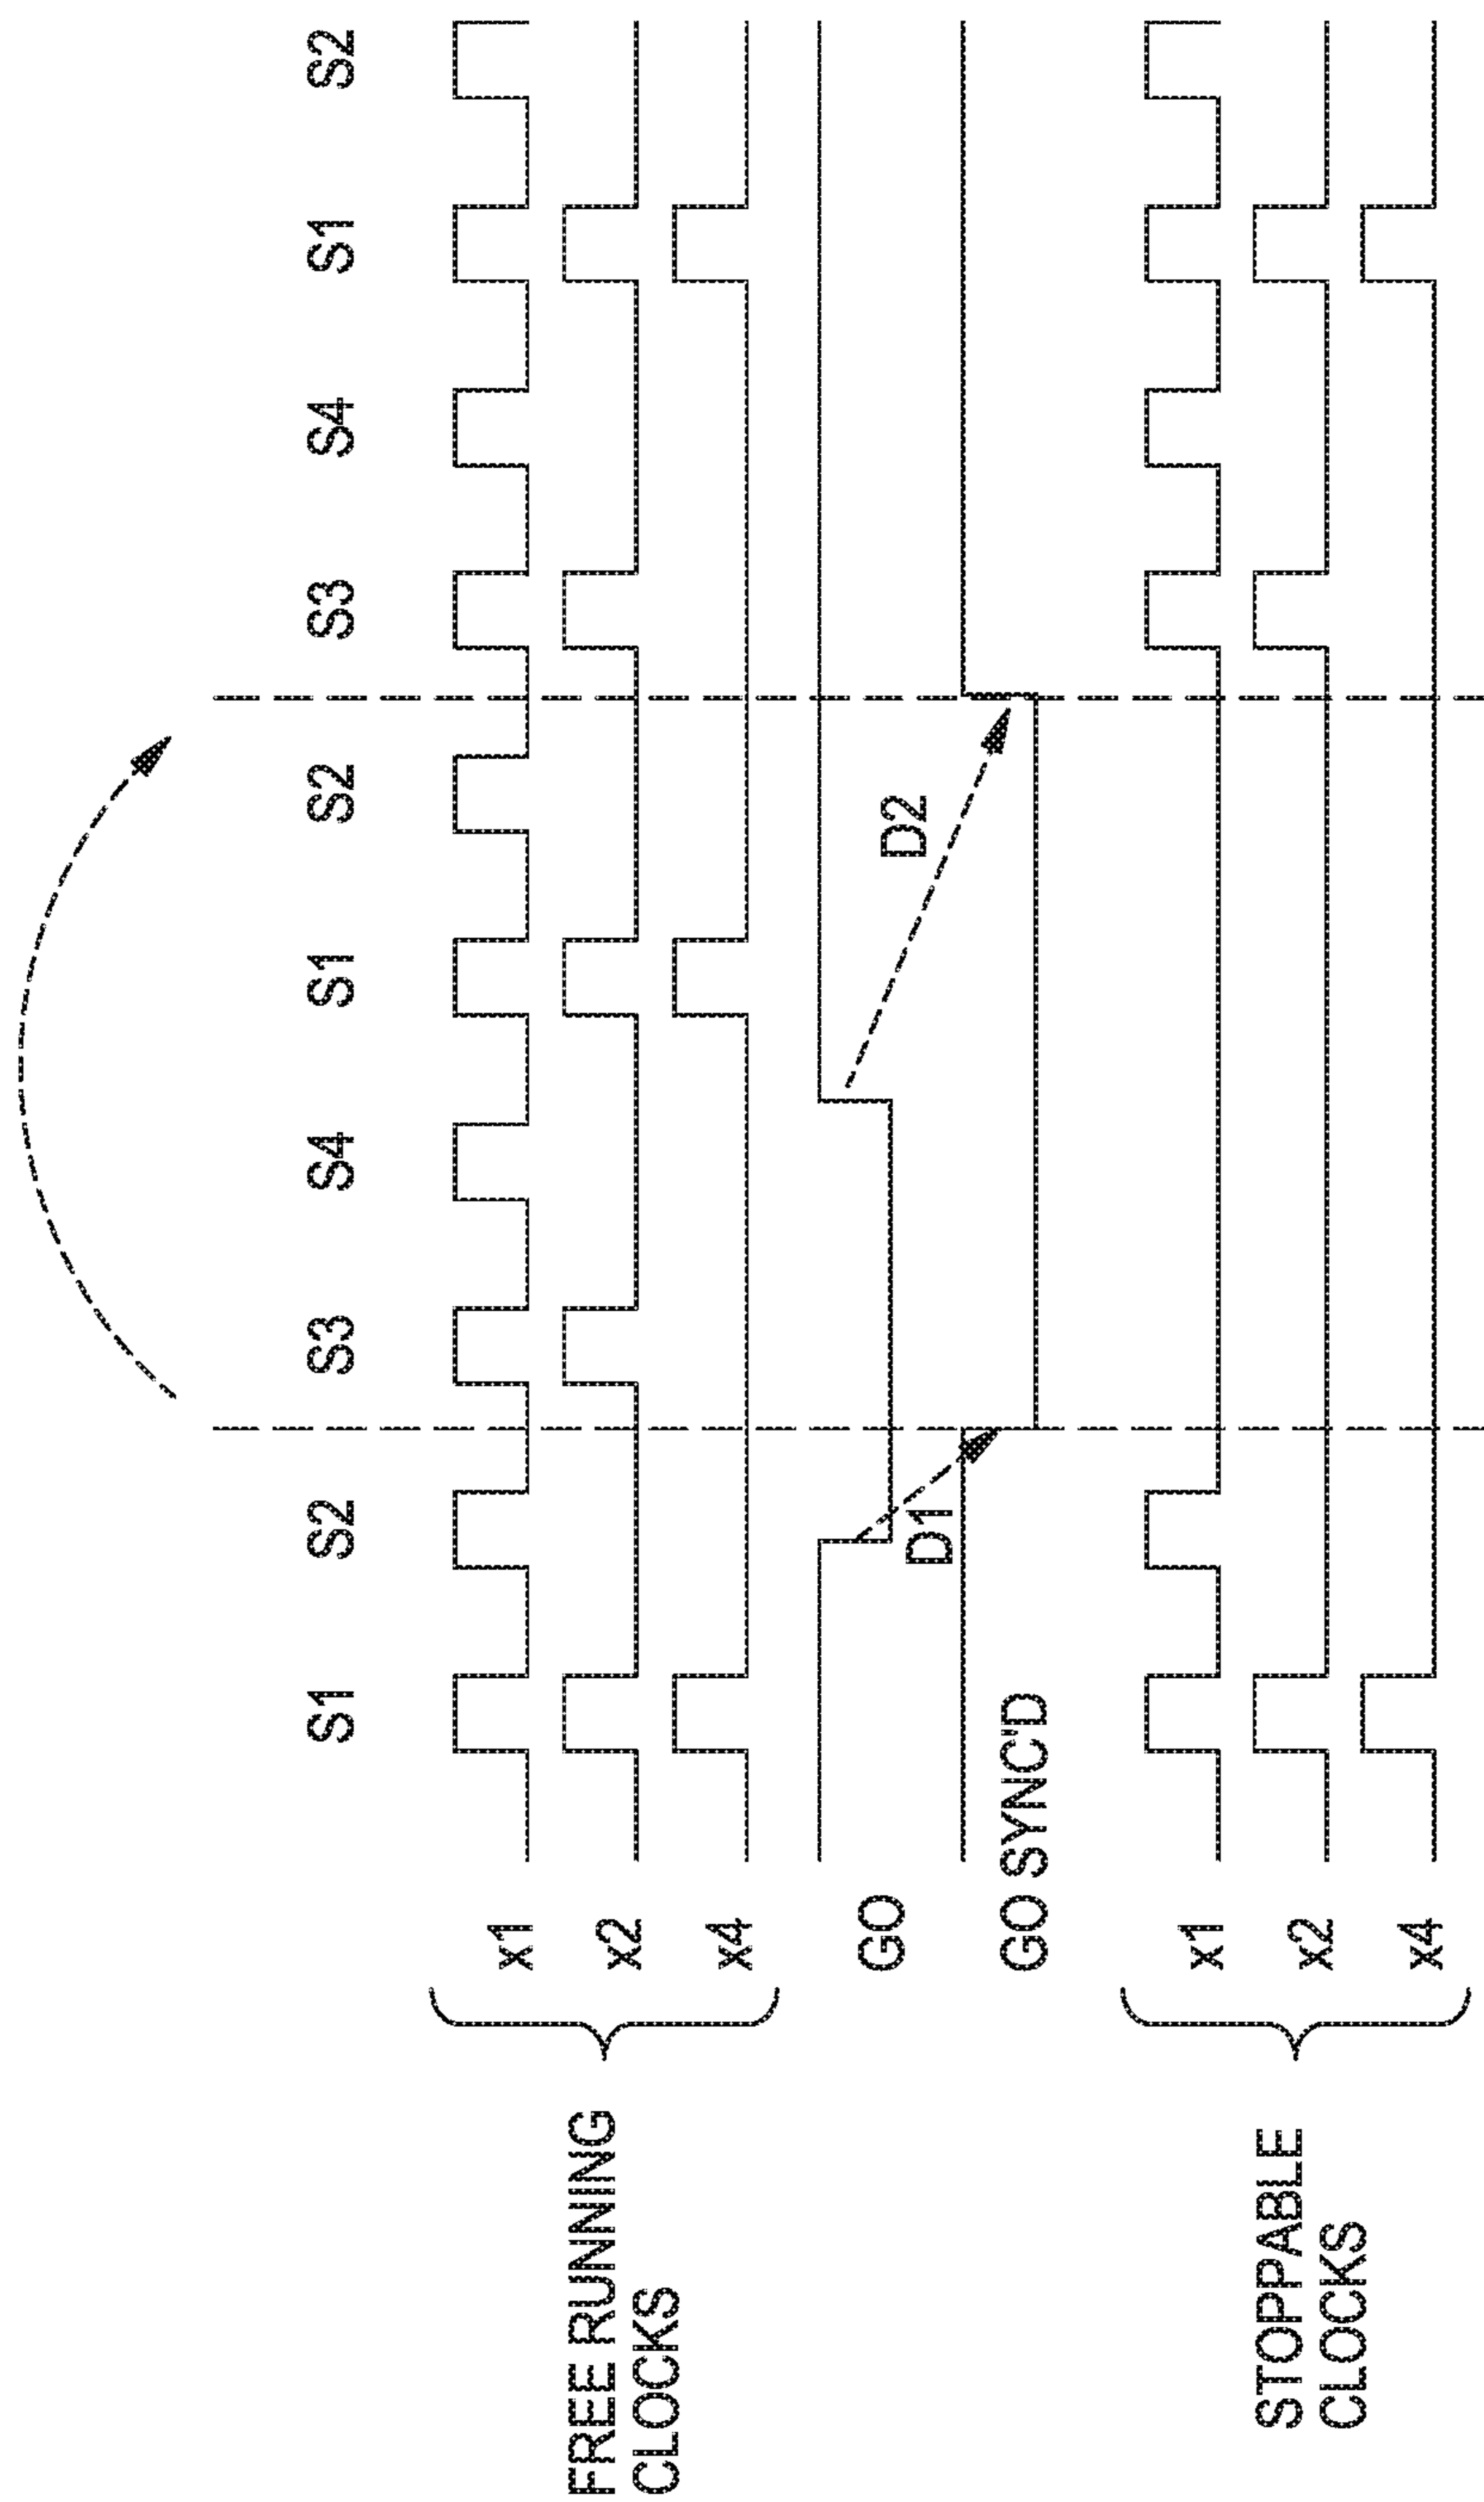 S1 S2 S3 S4 S1 S2 S3 S4 S1 S2
FREE RUNNING
CLOCKS
x1
x2
x4
GO
D1
D2
GO SYNC'D
STOPPABLE
CLOCKS
x1
x2
x4